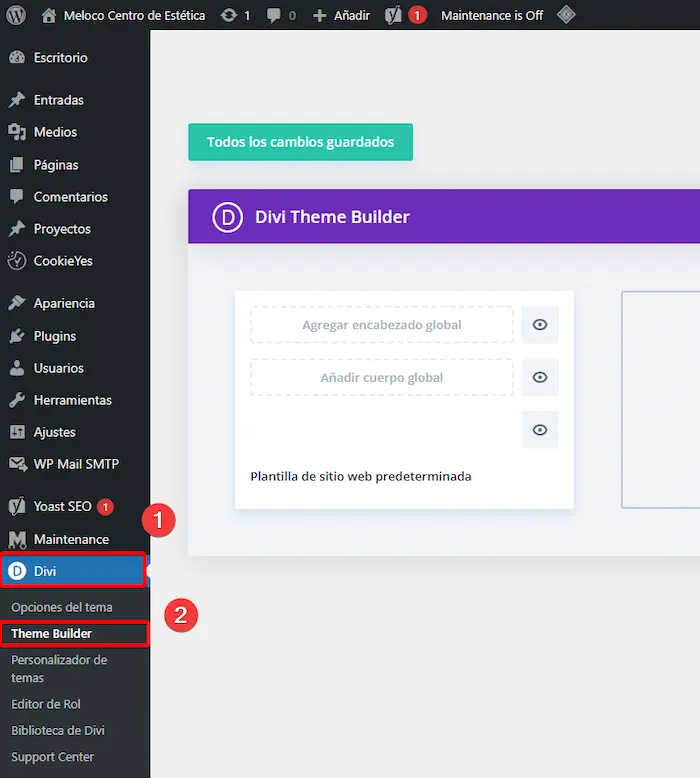 Meloco Centro de Estética 1 0 Añadir 1 Maintenance is Off
Escritorio
Entradas
Medios
Páginas
Comentarios
Proyectos
CookieYes
Apariencia
Plugins
Usuarios
Herramientas
Ajustes
WP Mail SMTP
Yoast SEO 1
Maintenance
1
Divi
Opciones del tema
2
Theme Builder
Personalizador de
temas
Editor de Rol
Biblioteca de Divi
Support Center
Todos los cambios guardados
D Divi Theme Builder
Agregar encabezado global
Añadir cuerpo global
Plantilla de sitio web predeterminada